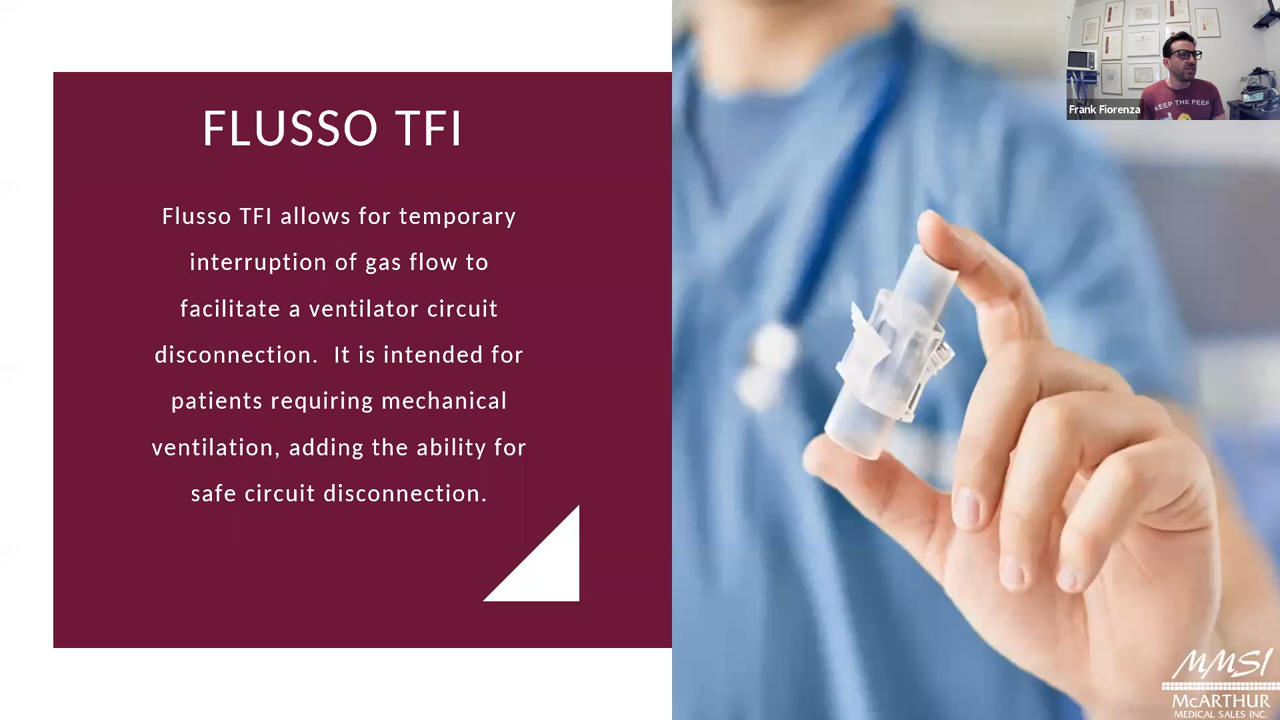 FLUSSO TFI
Flusso TFI allows for temporary
interruption of gas flow to
facilitate a ventilator circuit
disconnection.  It is intended for
patients requiring mechanical
ventilation, adding the ability for
safe circuit disconnection.
Frank Fiorenza
KEEP THE PEEP
MMSI
McARTHUR
MEDICAL SALES INC.